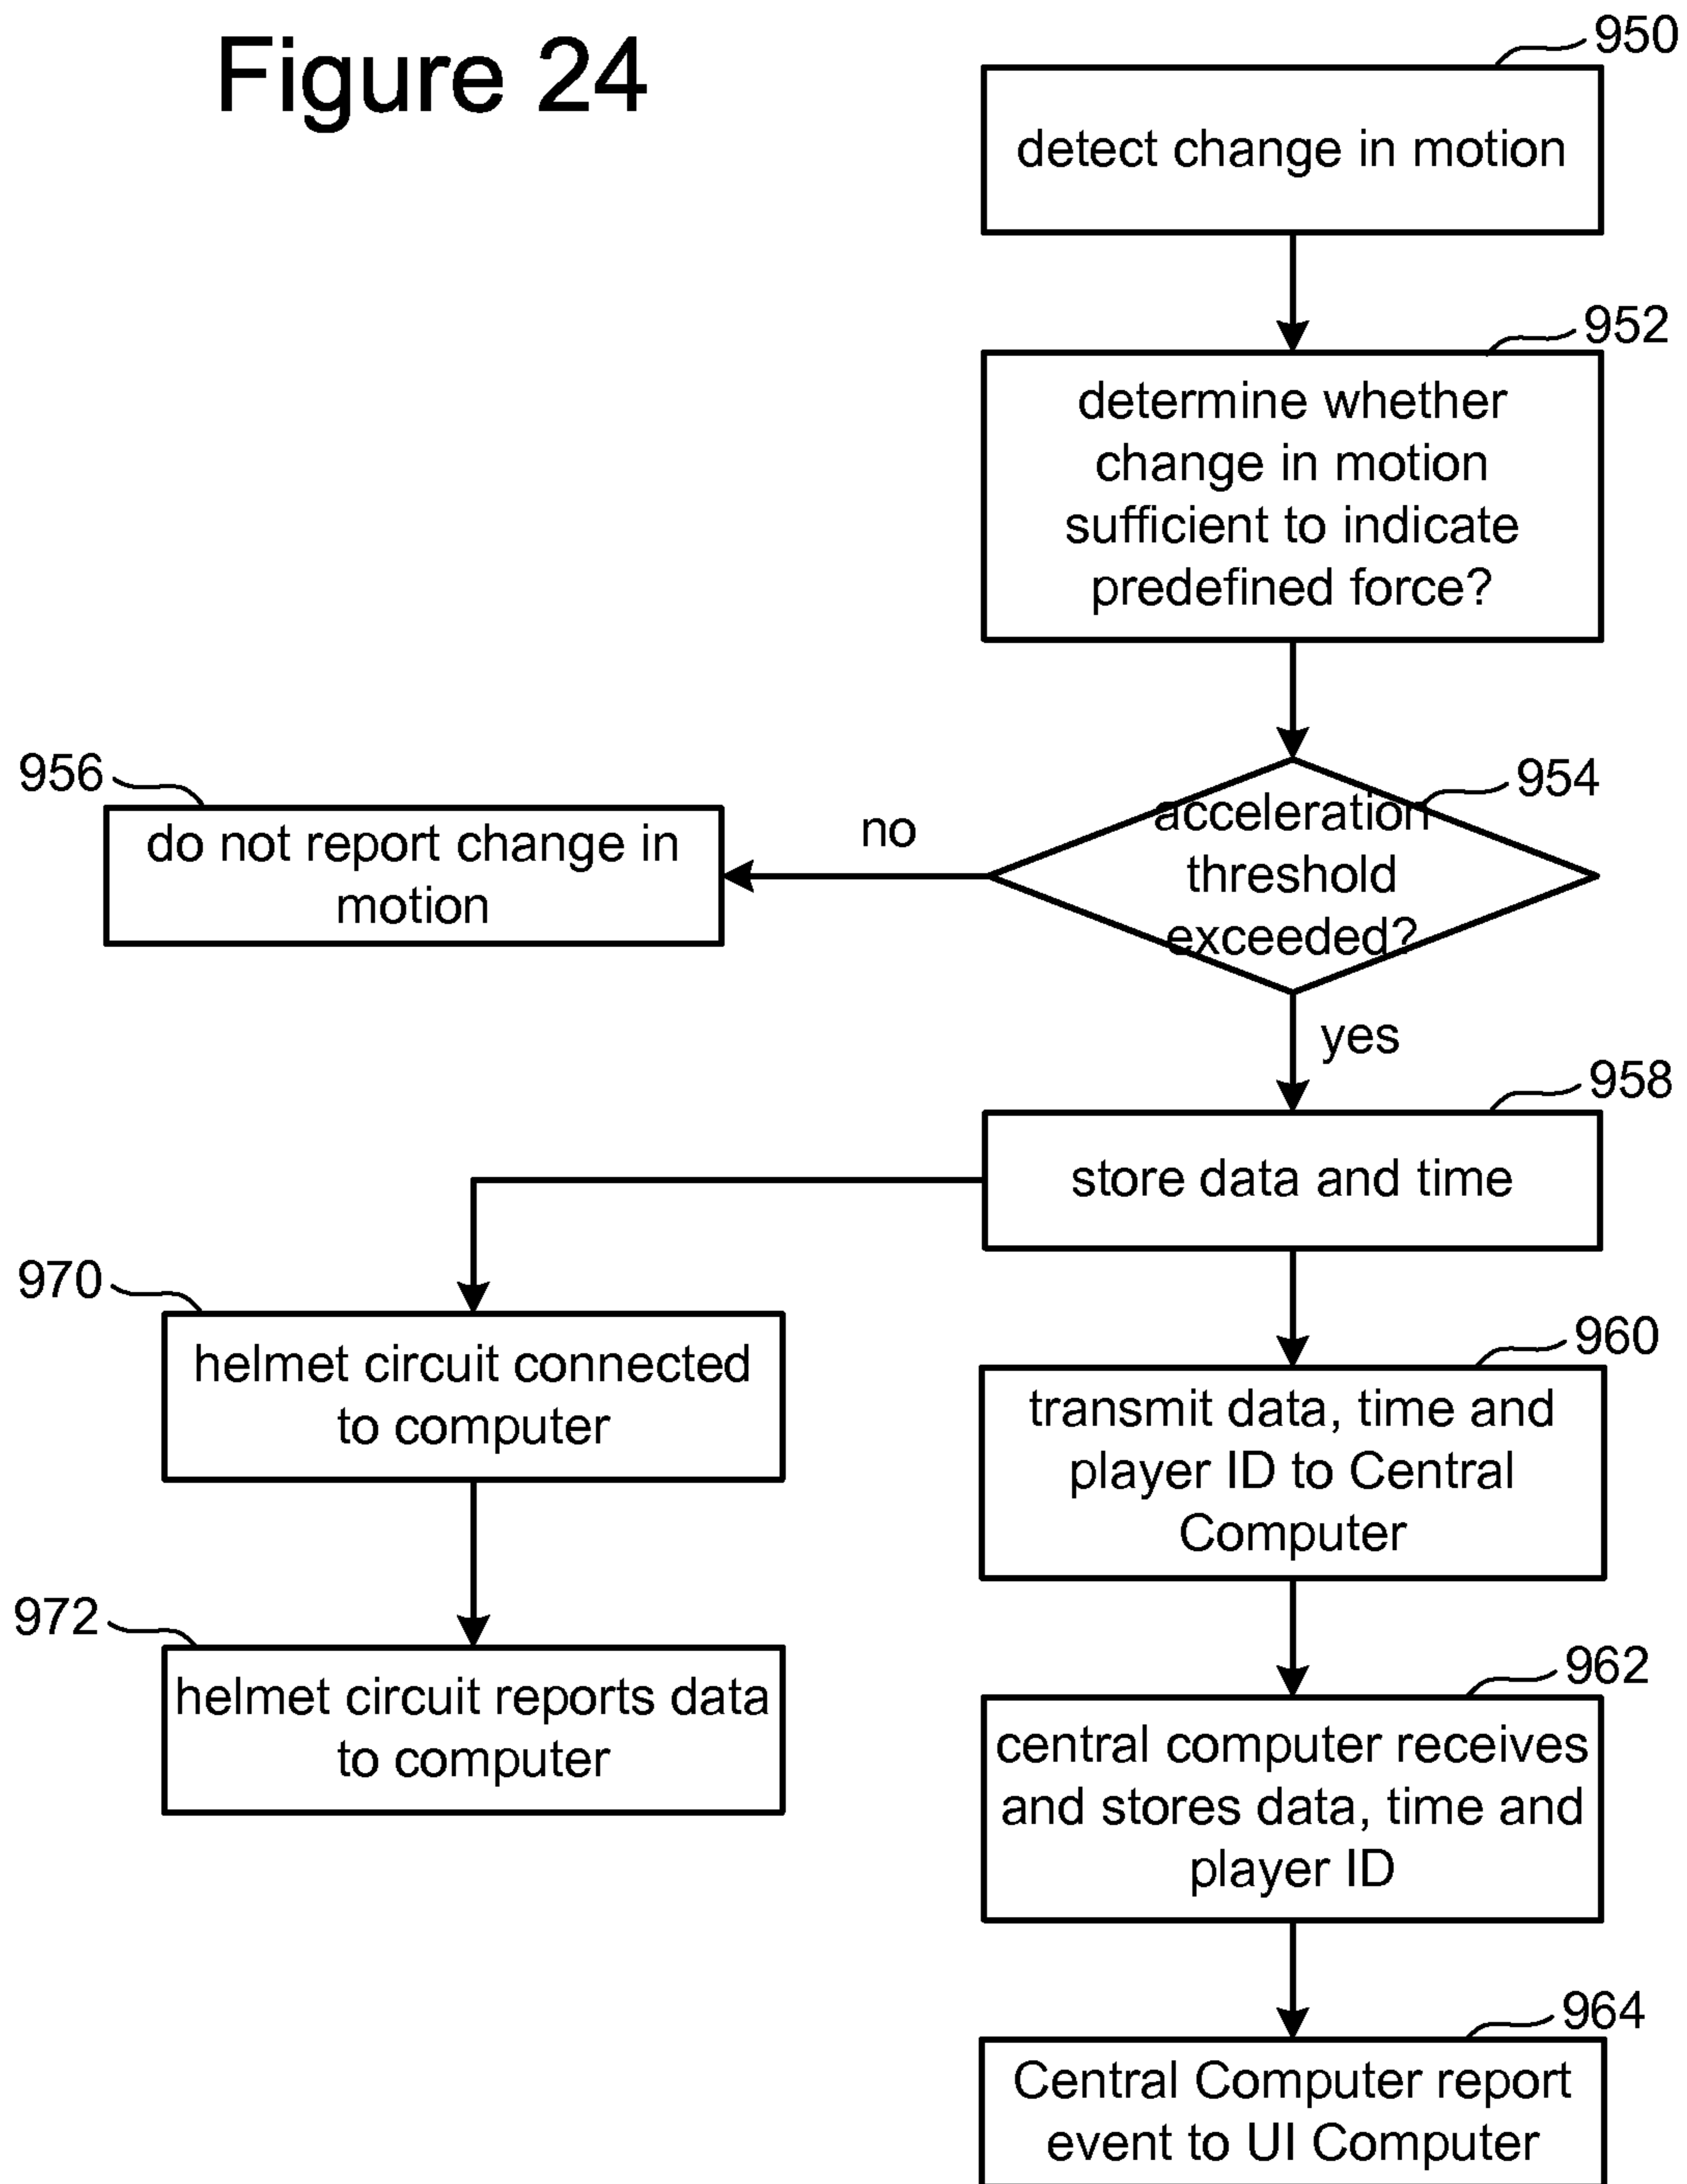 Figure 24
950
detect change in motion
952
determine whether
change in motion
sufficient to indicate
predefined force?
954
acceleration
threshold
exceeded?
no
956
do not report change in
motion
yes
958
store data and time
970
helmet circuit connected
to computer
972
helmet circuit reports data
to computer
960
transmit data, time and
player ID to Central
Computer
962
central computer receives
and stores data, time and
player ID
964
Central Computer report
event to UI Computer